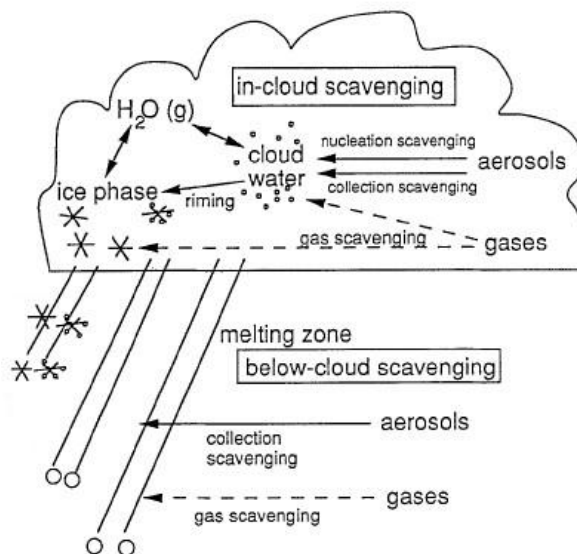 in-cloud scavenging
H2O (g)
nucleation scavenging
cloud
water
aerosols
collection scavenging
ice phase
riming
gas scavenging
gases
melting zone
below-cloud scavenging
aerosols
collection
scavenging
gases
gas scavenging